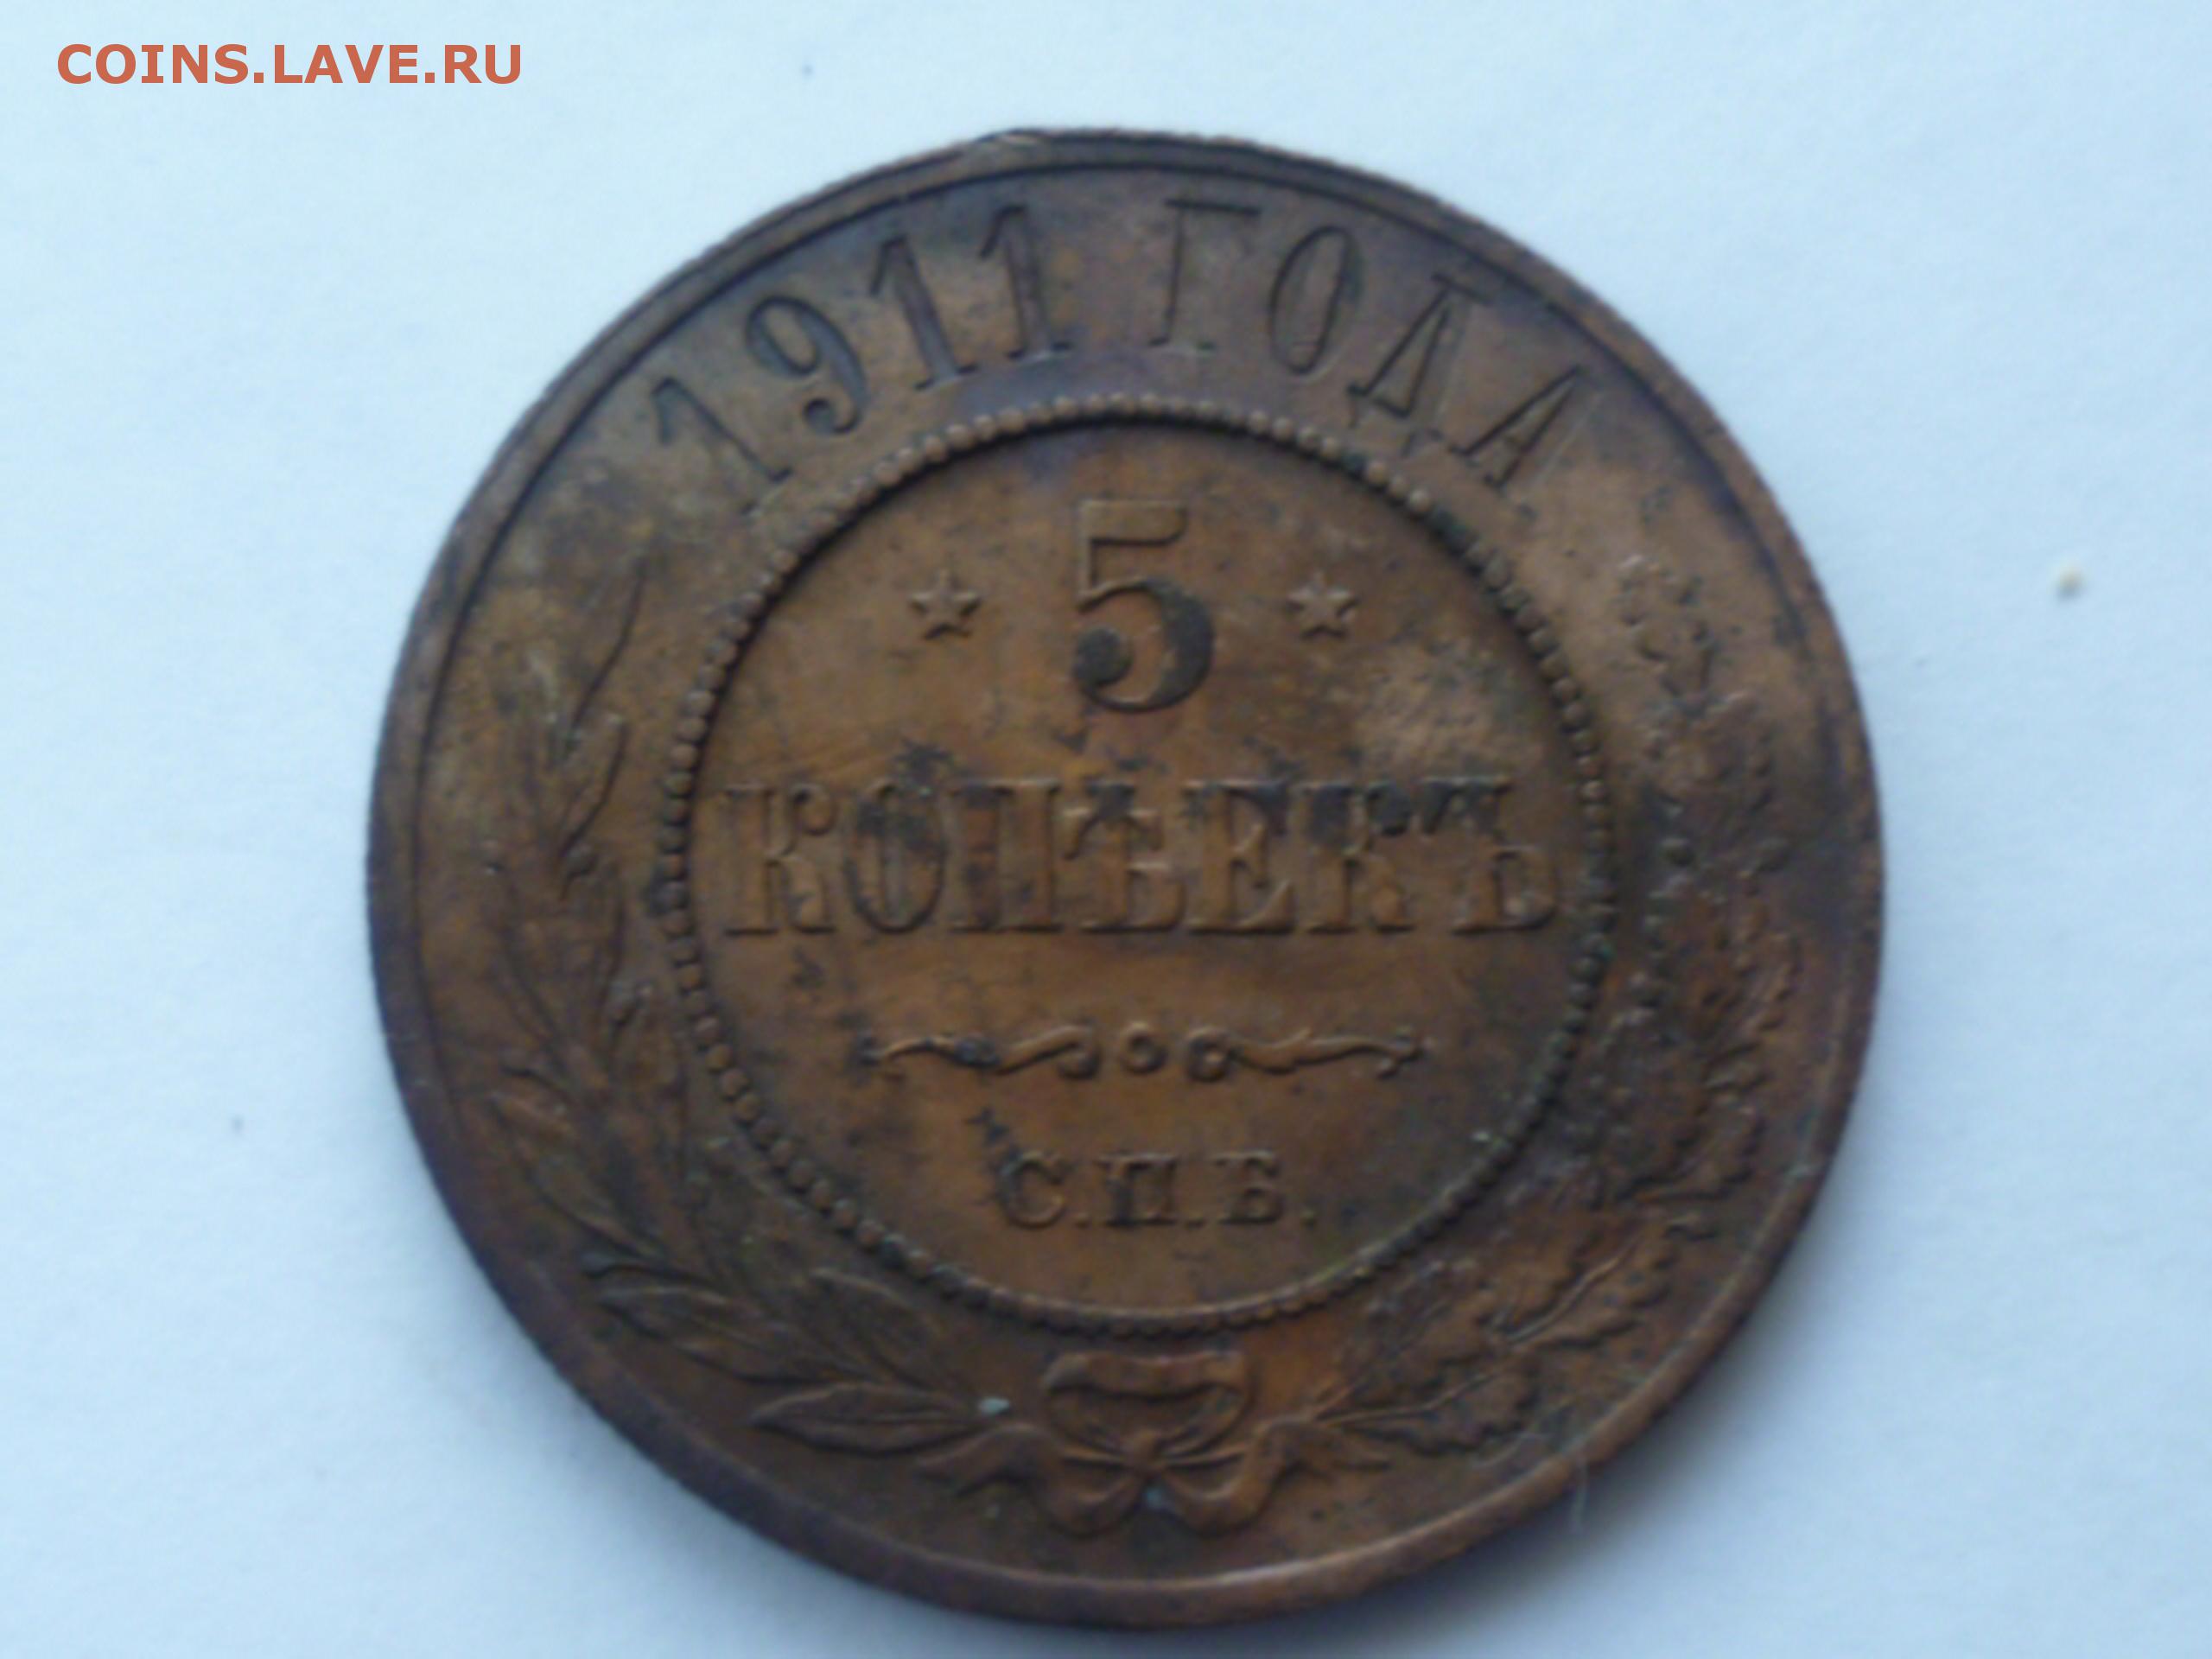 COINS.LAVE.RU
1911 ГОДА.
5
КОПѢЕКЪ
С.П.Б.